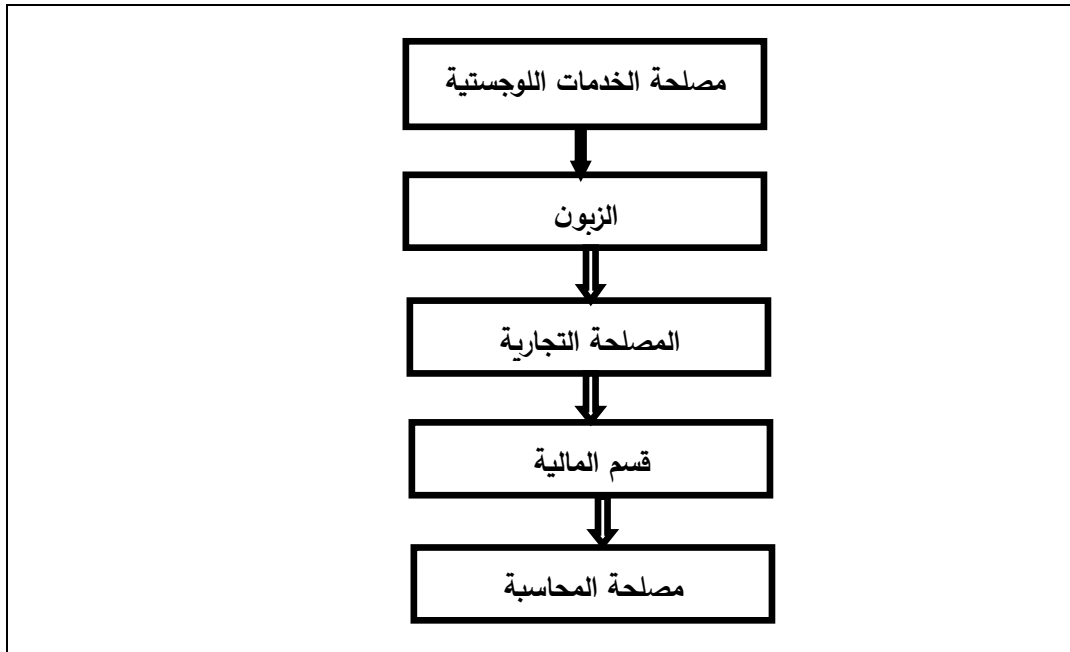 مصلحة الخدمات اللوجستية
الزبون
المصلحة التجارية
قسم المالية
مصلحة المحاسبة